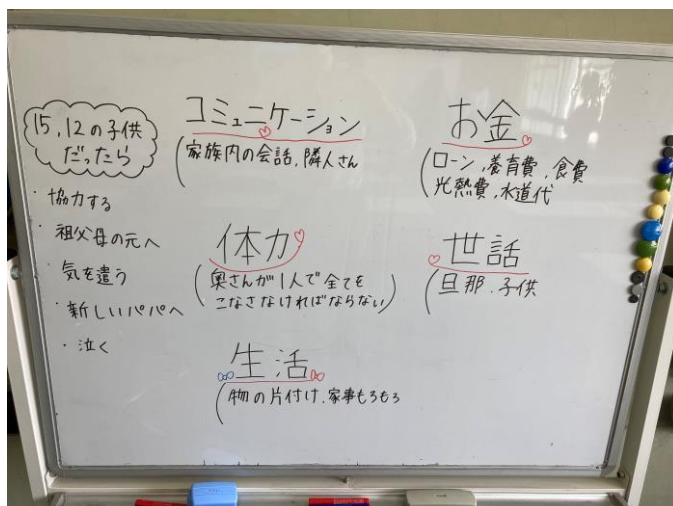 15,12の子供
だったら
・協力する
・祖父母の元へ
気を遣う
・新しいパパへ
・泣く
コミュニケーション
(家族内の会話,隣人さん
お金
(ローン,養育費,食費
光熱費,水道代
体力
(奥さんが1人で全てを
こなさなければならない)
世話
(旦那.子供
生活
(物の片付け.家事もろもろ